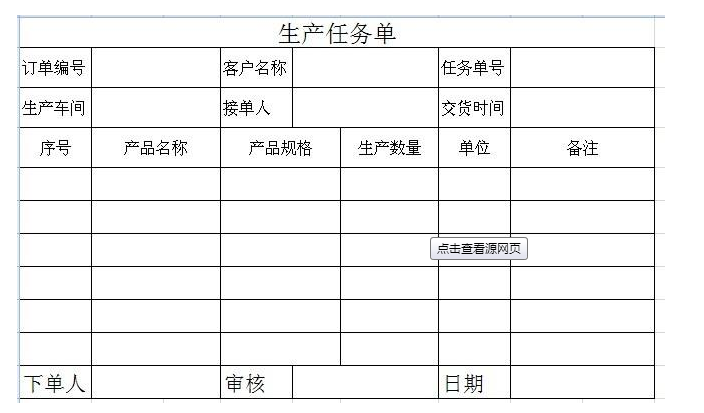 生产任务单
订单编号 客户名称 任务单号
生产车间 接单人 交货时间
序号 产品名称 产品规格 生产数量 单位 备注
点击查看源网页
下单人 审核 日期